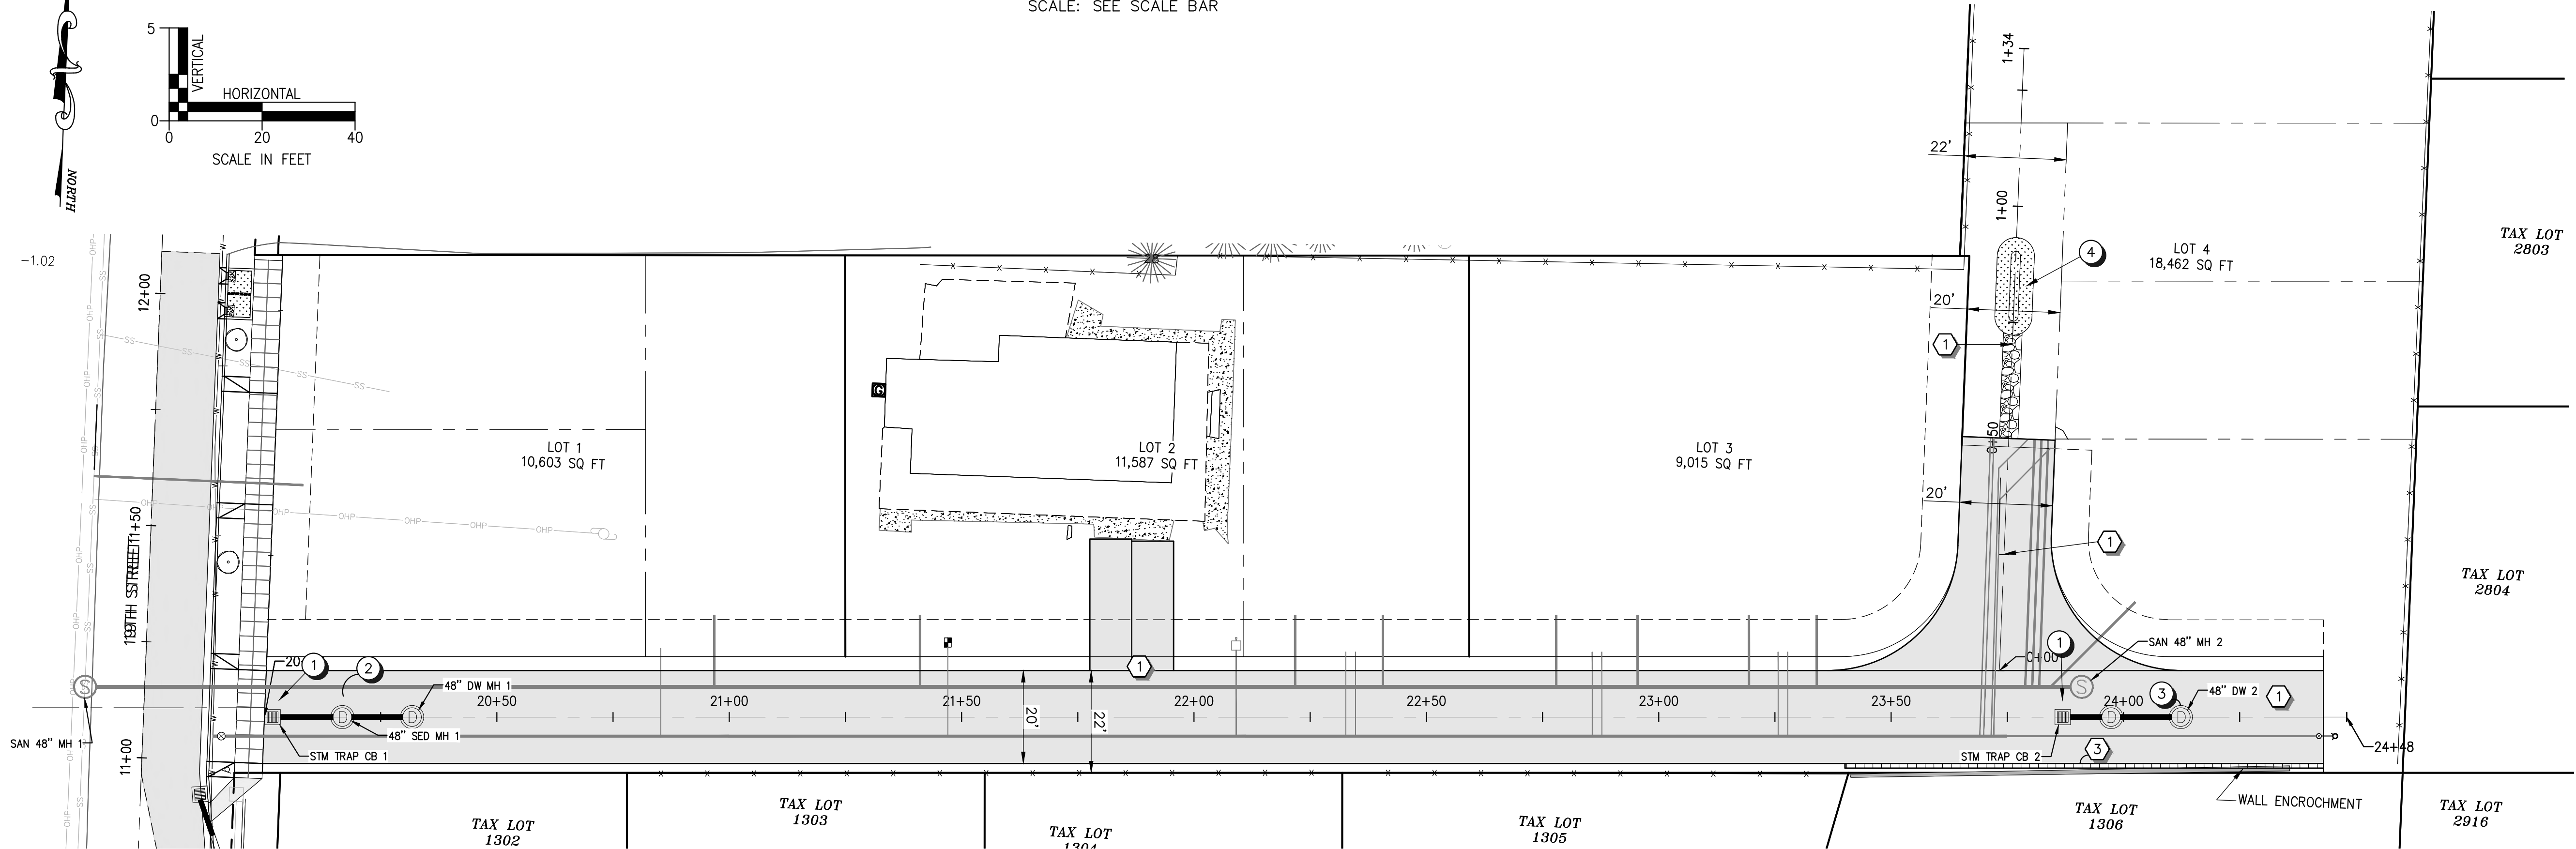 SCALE: SEE SCALE BAR
5
VERTICAL
HORIZONTAL
0
0 20 40
SCALE IN FEET
NORTH
-1.02
1+34
22'
1+00
LOT 4
18,462 SQ FT
4
20'
1
TAX LOT
2803
12+00
OHP
SS
W
28
G
LOT 1
10,603 SQ FT
LOT 2
11,587 SQ FT
LOT 3
9,015 SQ FT
0+50
20'
1
11+50
19TH STREET
TAX LOT
2804
20'
1
2
48" DW MH 1
1
1
SAN 48" MH 2
0+00
3
48" DW 2
1
S
D
D
S
D
D
20+50
21+00
21+50
22+00
22+50
23+00
23+50
24+00
20'
22'
SAN 48" MH 1
48" SED MH 1
STM TRAP CB 1
STM TRAP CB 2
3
24+48
11+00
WALL ENCROCHMENT
TAX LOT
1302
TAX LOT
1303
TAX LOT
1304
TAX LOT
1305
TAX LOT
1306
TAX LOT
2916